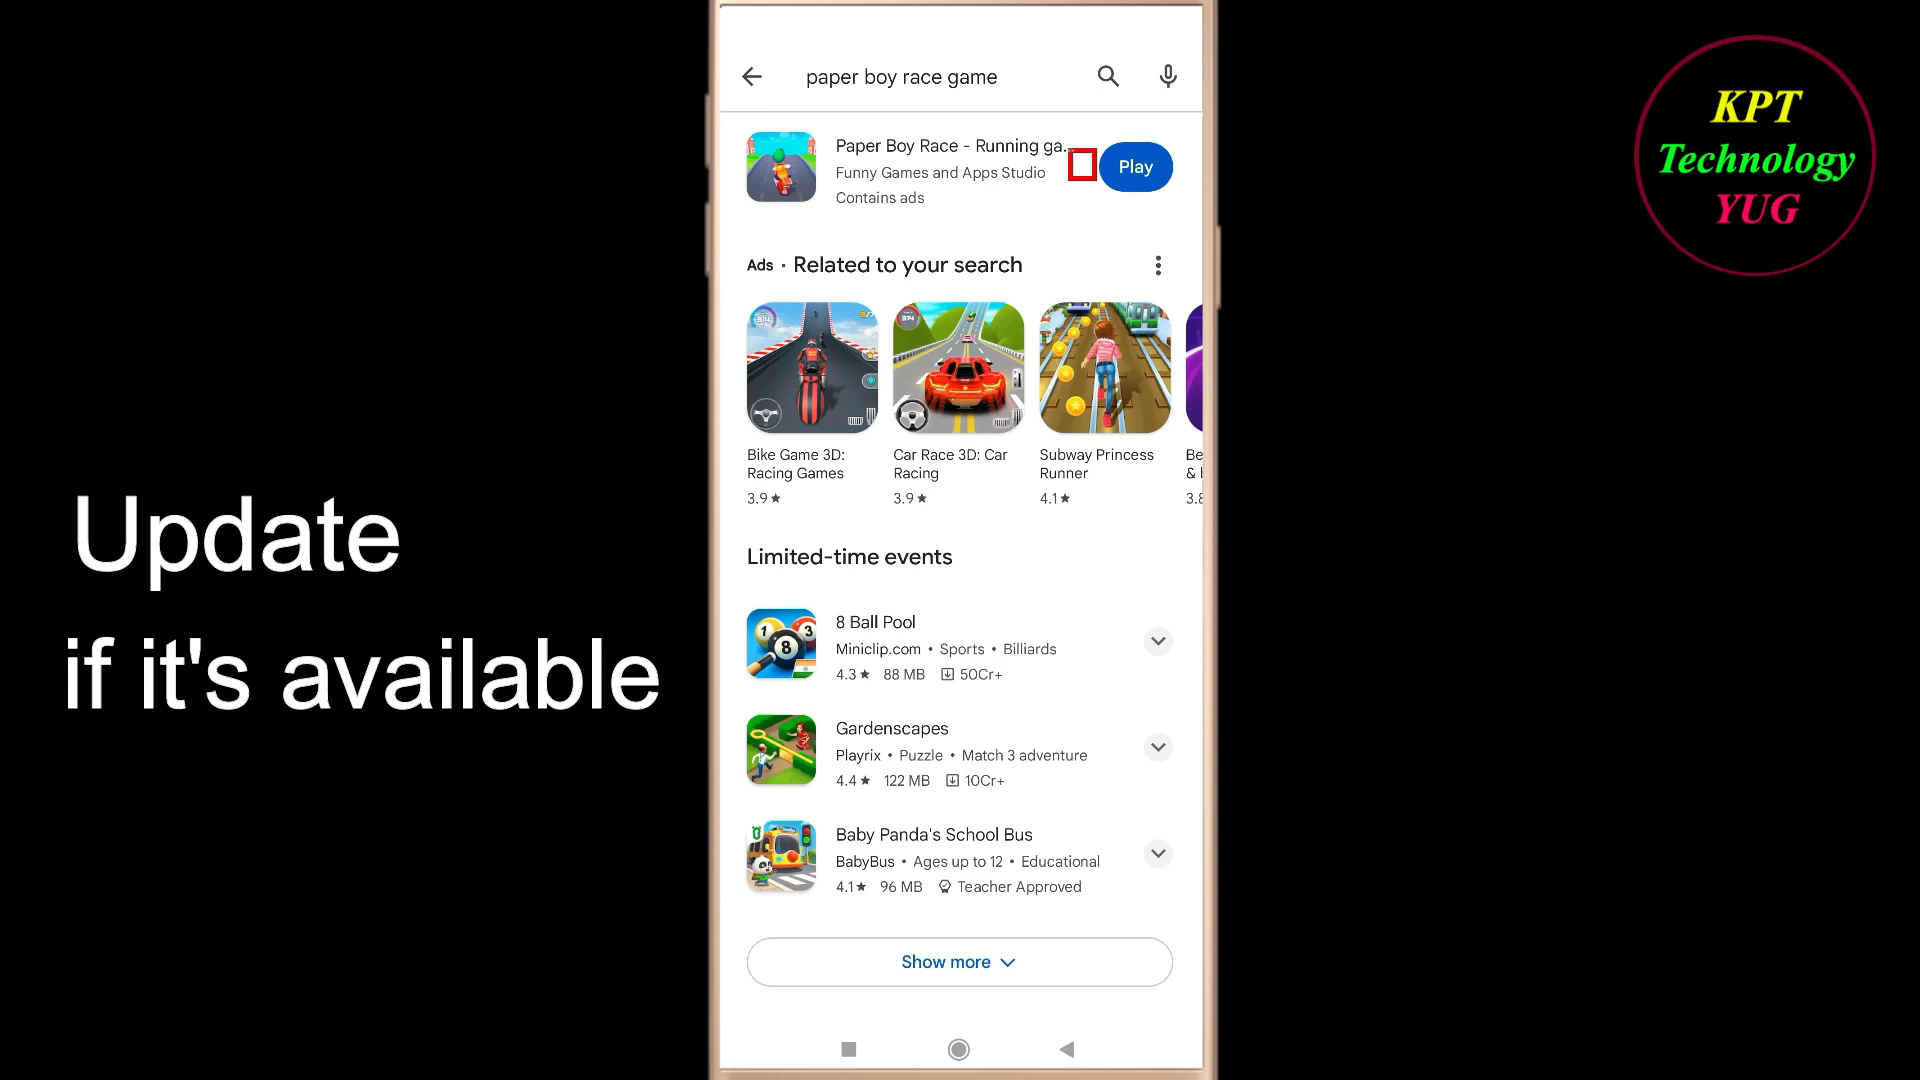 paper boy race game
Paper Boy Race - Running ga...
Funny Games and Apps Studio
Contains ads
Play
KPT
Technology
YUG
Ads · Related to your search
Bike Game 3D:
Racing Games
3.9★
Car Race 3D: Car
Racing
3.9★
Subway Princess
Runner
4.1★
Be
&
3.8
Update
if it's available
Limited-time events
8 Ball Pool
Miniclip.com • Sports • Billiards
4.3★ 88 MB 50Cr+
Gardenscapes
Playrix • Puzzle • Match 3 adventure
4.4★ 122 MB 10Cr+
Baby Panda's School Bus
BabyBus • Ages up to 12 • Educational
4.1★ 96 MB Teacher Approved
Show more